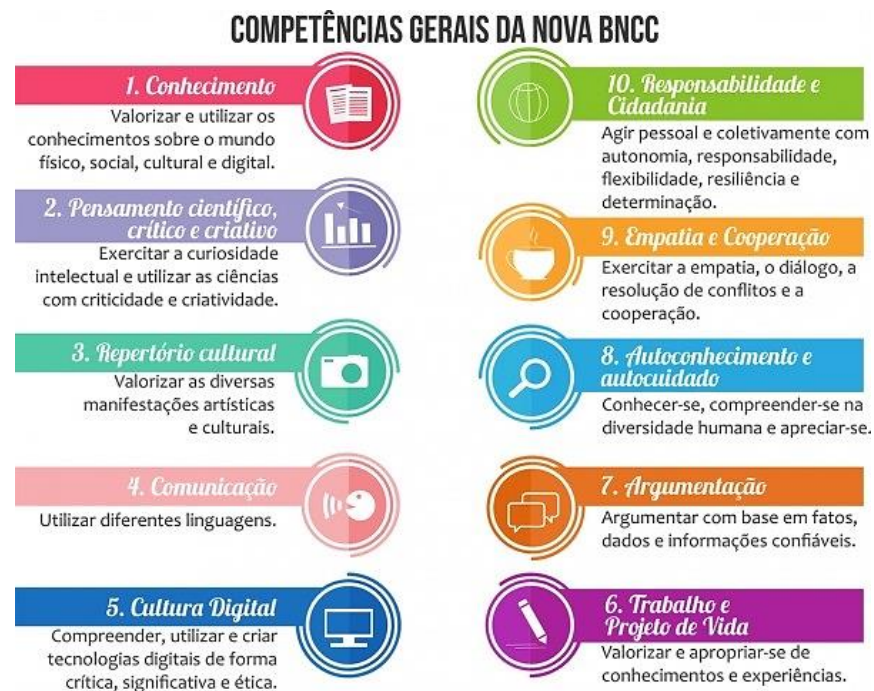 COMPETÊNCIAS GERAIS DA NOVA BNCC
1. Conhecimento
Valorizar e utilizar os
conhecimentos sobre o mundo
físico, social, cultural e digital.
2. Pensamento científico,
crítico e criativo
Exercitar a curiosidade
intelectual e utilizar as ciências
com criticidade e criatividade.
3. Repertório cultural
Valorizar as diversas
manifestações artísticas
e culturais.
4. Comunicação
Utilizar diferentes linguagens.
5. Cultura Digital
Compreender, utilizar e criar
tecnologias digitais de forma
crítica, significativa e ética.
10. Responsabilidade e
Cidadania
Agir pessoal e coletivamente com
autonomia, responsabilidade,
flexibilidade, resiliência e
determinação.
9. Empatia e Cooperação
Exercitar a empatia, o diálogo, a
resolução de conflitos e a
cooperação.
8. Autoconhecimento e
autocuidado
Conhecer-se, compreender-se na
diversidade humana e apreciar-se.
7. Argumentação
Argumentar com base em fatos,
dados e informações confiáveis.
6. Trabalho e
Projeto de Vida
Valorizar e apropriar-se de
conhecimentos e experiências.